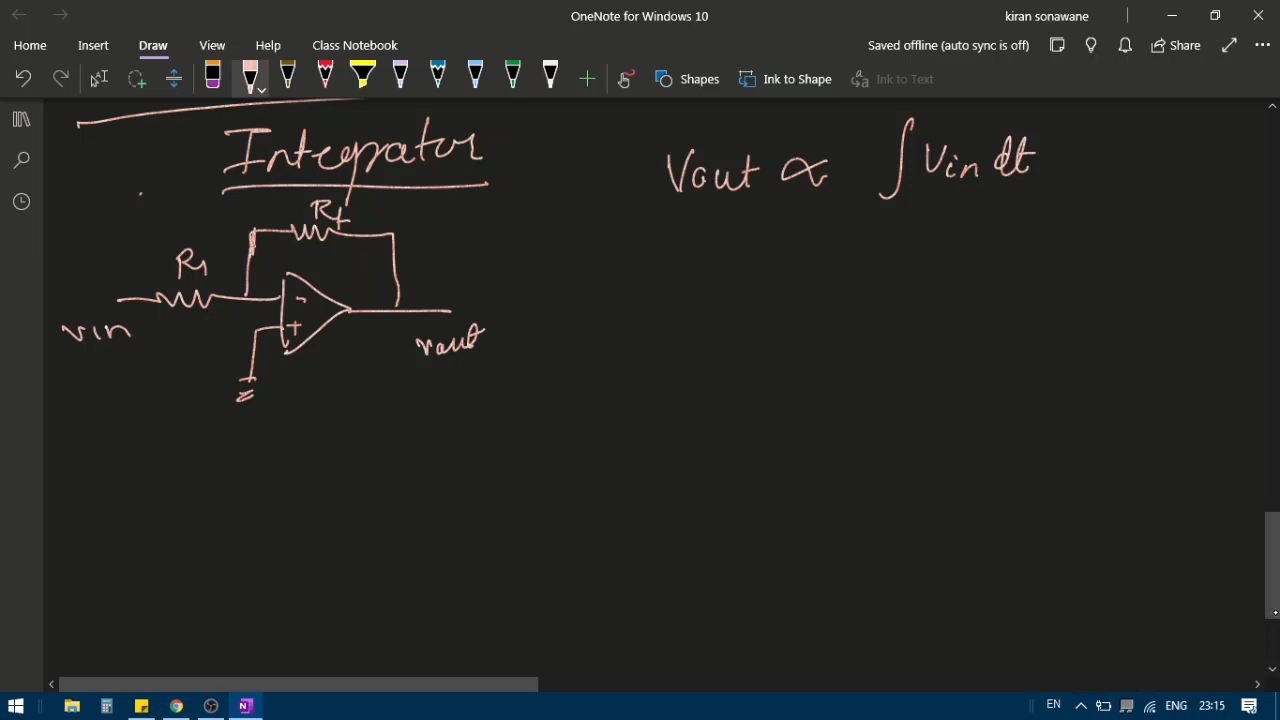 OneNote for Windows 10
kiran sonawane
Home Insert Draw View Help Class Notebook
Saved offline (auto sync is off)
Share
Shapes
Ink to Shape
Ink to Text
Integrator
Vout ∝ ∫ Vin dt
Rf
R1
-
+
vin
vout
EN
ENG
23:15